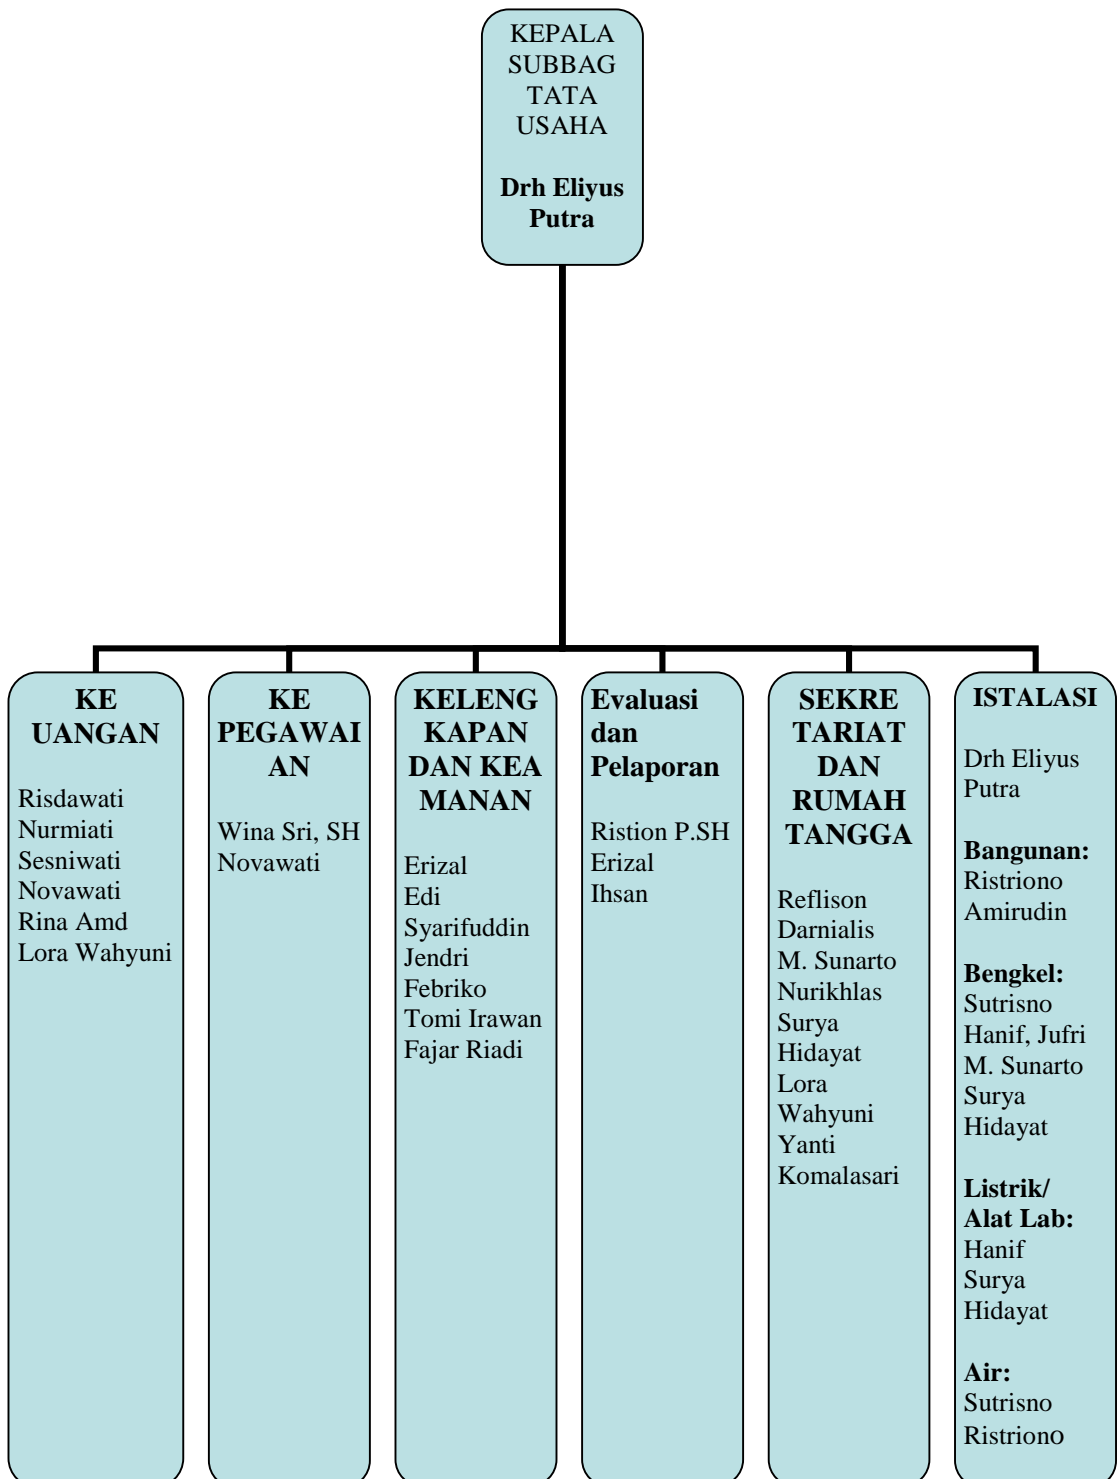 KEPALA
SUBBAG
TATA
USAHA
Drh Eliyus
Putra
KE
UANGAN
Risdawati
Nurmiati
Sesniwati
Novawati
Rina Amd
Lora Wahyuni
KE
PEGAWAI
AN
Wina Sri, SH
Novawati
KELENG
KAPAN
DAN KEA
MANAN
Erizal
Edi
Syarifuddin
Jendri
Febriko
Tomi Irawan
Fajar Riadi
Evaluasi
dan
Pelaporan
Ristion P.SH
Erizal
Ihsan
SEKRE
TARIAT
DAN
RUMAH
TANGGA
Reflison
Darnialis
M. Sunarto
Nurikhlas
Surya
Hidayat
Lora
Wahyuni
Yanti
Komalasari
ISTALASI
Drh Eliyus
Putra
Bangunan:
Ristriono
Amirudin
Bengkel:
Sutrisno
Hanif, Jufri
M. Sunarto
Surya
Hidayat
Listrik/
Alat Lab:
Hanif
Surya
Hidayat
Air:
Sutrisno
Ristriono